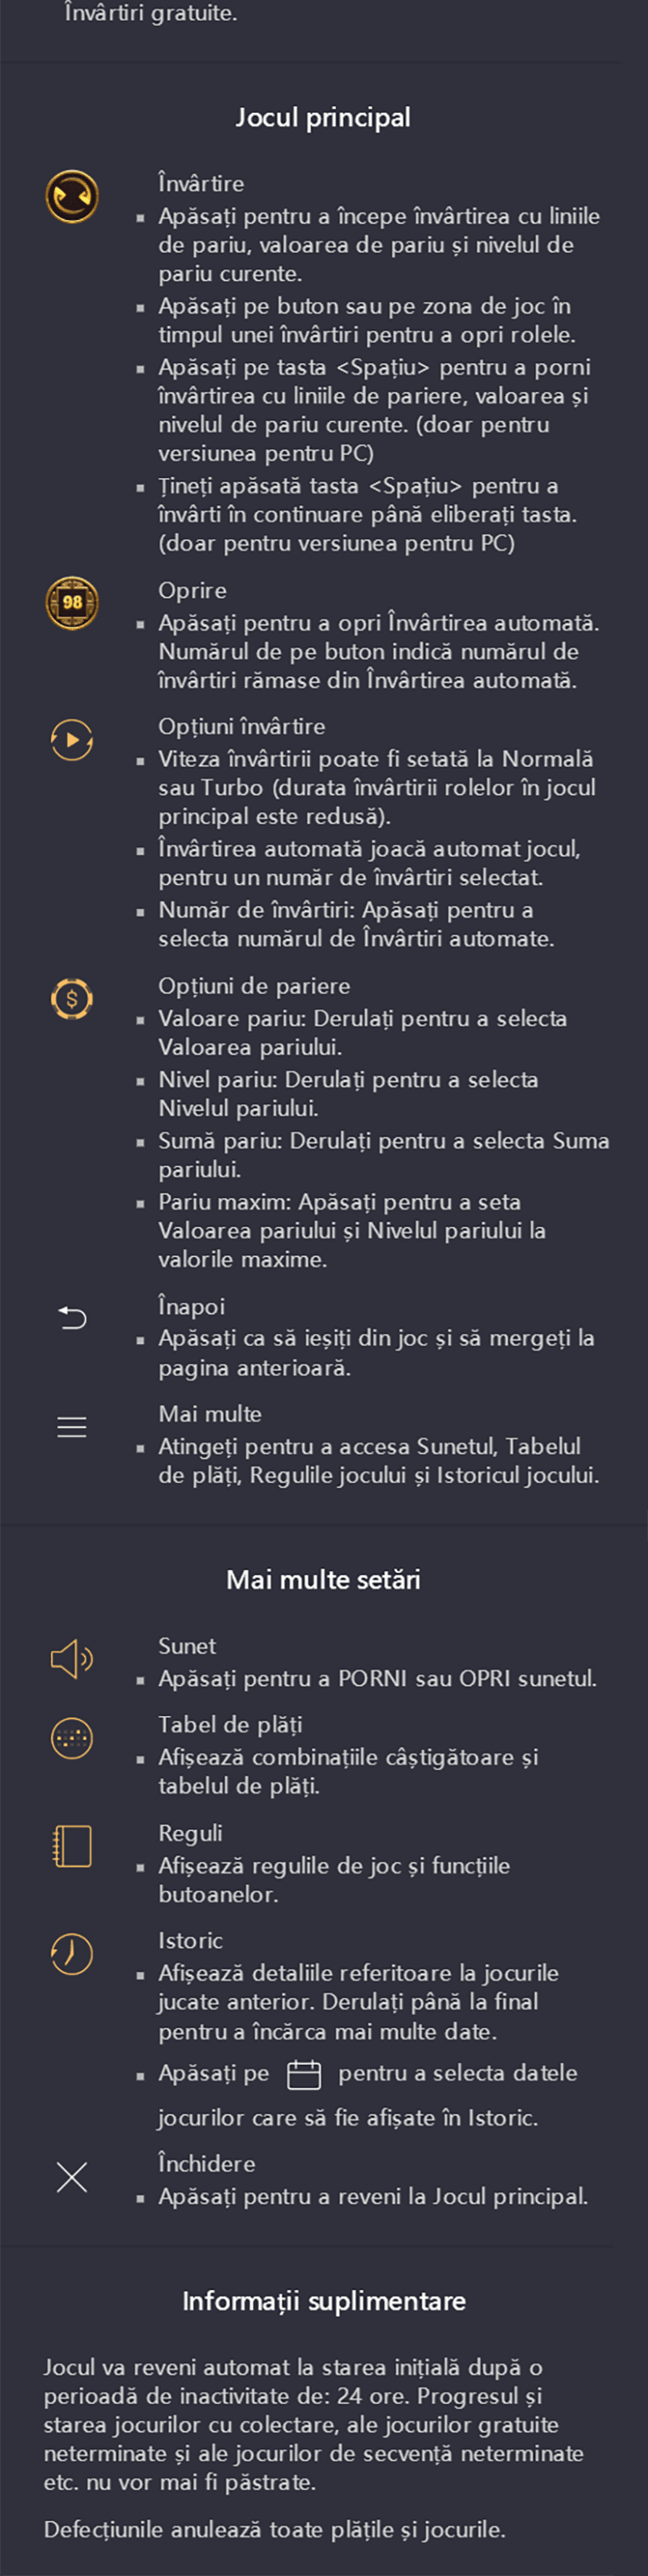 Învârtiri gratuite.
Jocul principal
Învârtire
Apăsați pentru a începe învârtirea cu liniile
de pariu, valoarea de pariu și nivelul de
pariu curente.
Apăsați pe buton sau pe zona de joc în
timpul unei învârtiri pentru a opri rolele.
Apăsați pe tasta <Spațiu> pentru a porni
învârtirea cu liniile de pariere, valoarea și
nivelul de pariu curente. (doar pentru
versiunea pentru PC)
Țineți apăsată tasta <Spațiu> pentru a
învârti în continuare până eliberați tasta.
(doar pentru versiunea pentru PC)
98
Oprire
Apăsați pentru a opri Învârtirea automată.
Numărul de pe buton indică numărul de
învârtiri rămase din Învârtirea automată.
Opțiuni învârtire
Viteza învârtirii poate fi setată la Normală
sau Turbo (durata învârtirii rolelor în jocul
principal este redusă).
Învârtirea automată joacă automat jocul,
pentru un număr de învârtiri selectat.
Număr de învârtiri: Apăsați pentru a
selecta numărul de Învârtiri automate.
$
Opțiuni de pariere
Valoare pariu: Derulați pentru a selecta
Valoarea pariului.
Nivel pariu: Derulați pentru a selecta
Nivelul pariului.
Sumă pariu: Derulați pentru a selecta Suma
pariului.
Pariu maxim: Apăsați pentru a seta
Valoarea pariului și Nivelul pariului la
valorile maxime.
Înapoi
Apăsați ca să ieșiți din joc și să mergeți la
pagina anterioară.
Mai multe
Atingeți pentru a accesa Sunetul, Tabelul
de plăți, Regulile jocului și Istoricul jocului.
Mai multe setări
Sunet
Apăsați pentru a PORNI sau OPRI sunetul.
Tabel de plăți
Afișează combinațiile câștigătoare și
tabelul de plăți.
Reguli
Afișează regulile de joc și funcțiile
butoanelor.
Istoric
Afișează detaliile referitoare la jocurile
jucate anterior. Derulați până la final
pentru a încărca mai multe date.
Apăsați pe pentru a selecta datele
jocurilor care să fie afișate în Istoric.
Închidere
Apăsați pentru a reveni la Jocul principal.
Informații suplimentare
Jocul va reveni automat la starea inițială după o
perioadă de inactivitate de: 24 ore. Progresul și
starea jocurilor cu colectare, ale jocurilor gratuite
neterminate și ale jocurilor de secvență neterminate
etc. nu vor mai fi păstrate.
Defecțiunile anulează toate plățile și jocurile.